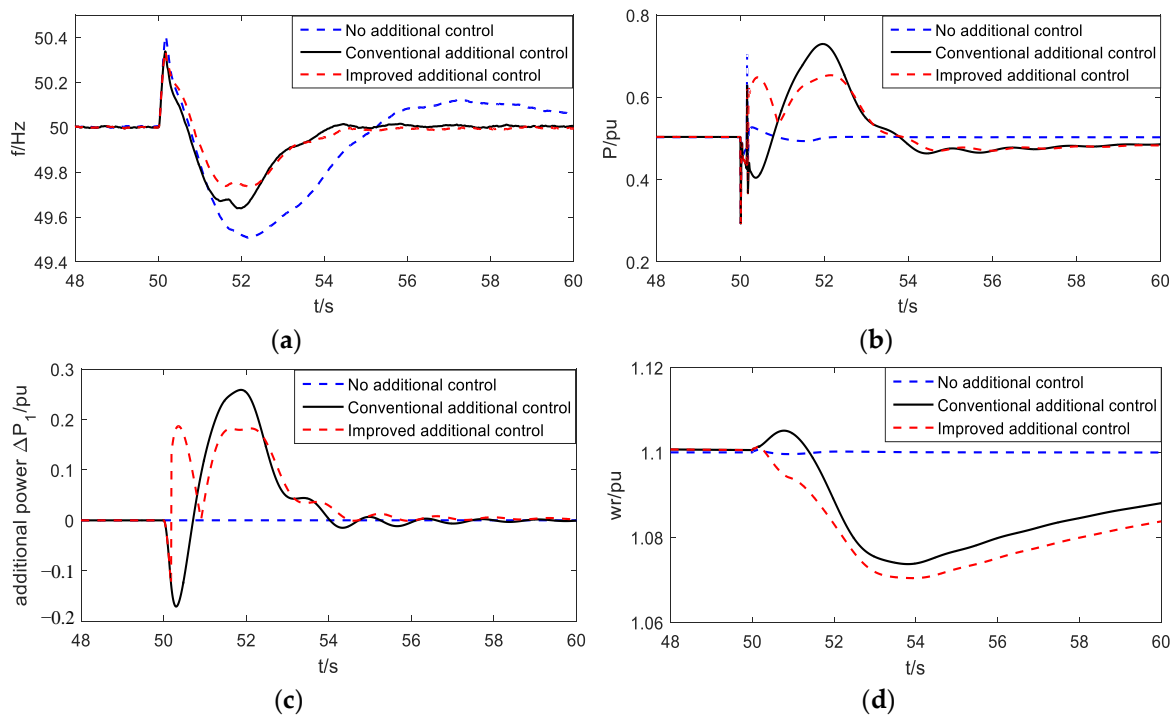 50.4
50.2
50
49.8
49.6
49.4
f/Hz
No additional control
Conventional additional control
Improved additional control
48 50 52 54 56 58 60
t/s
(a)
0.8
0.6
0.4
0.2
P/pu
No additional control
Conventional additional control
Improved additional control
48 50 52 54 56 58 60
t/s
(b)
0.3
0.2
0.1
0
−0.1
−0.2
additional power ΔP1/pu
No additional control
Conventional additional control
Improved additional control
48 50 52 54 56 58 60
t/s
(c)
1.12
1.1
1.08
1.06
wr/pu
No additional control
Conventional additional control
Improved additional control
48 50 52 54 56 58 60
t/s
(d)